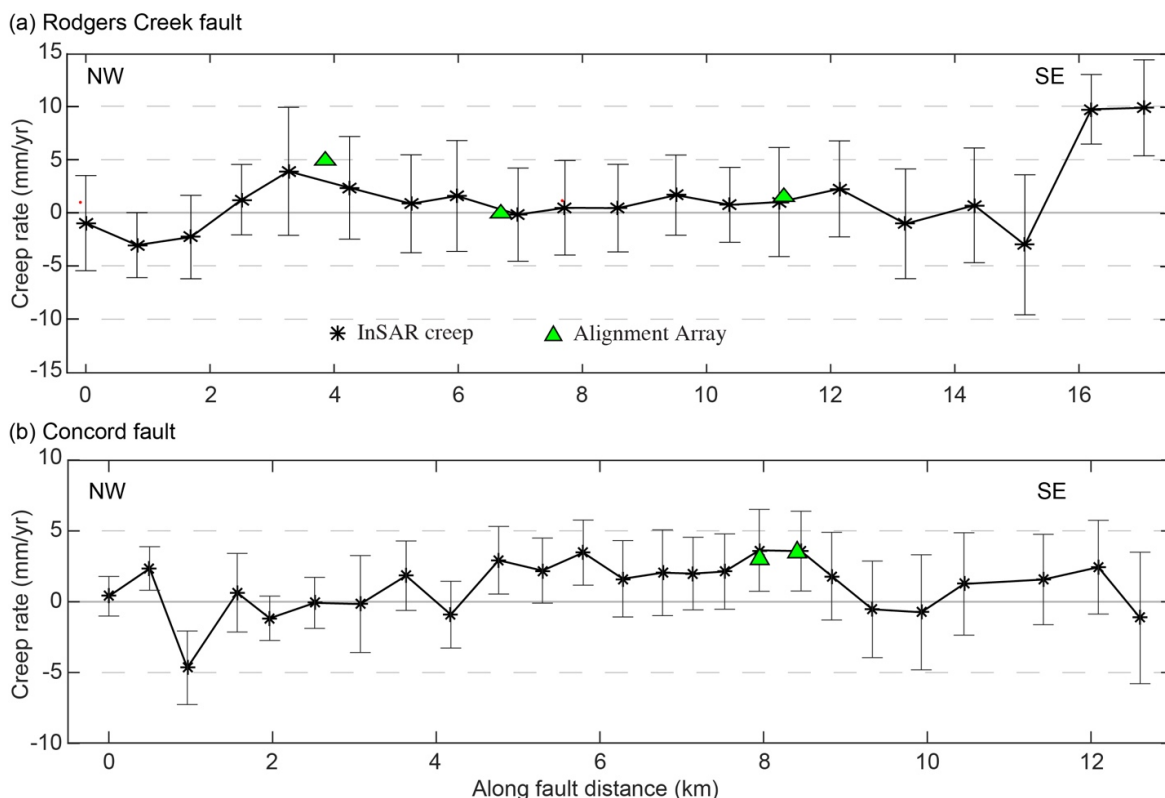 (a) Rodgers Creek fault
15
NW
SE
10
5
0
-5
-10
-15
Creep rate (mm/yr)
InSAR creep
Alignment Array
0 2 4 6 8 10 12 14 16
(b) Concord fault
10
NW
SE
5
0
-5
-10
Creep rate (mm/yr)
0 2 4 6 8 10 12
Along fault distance (km)